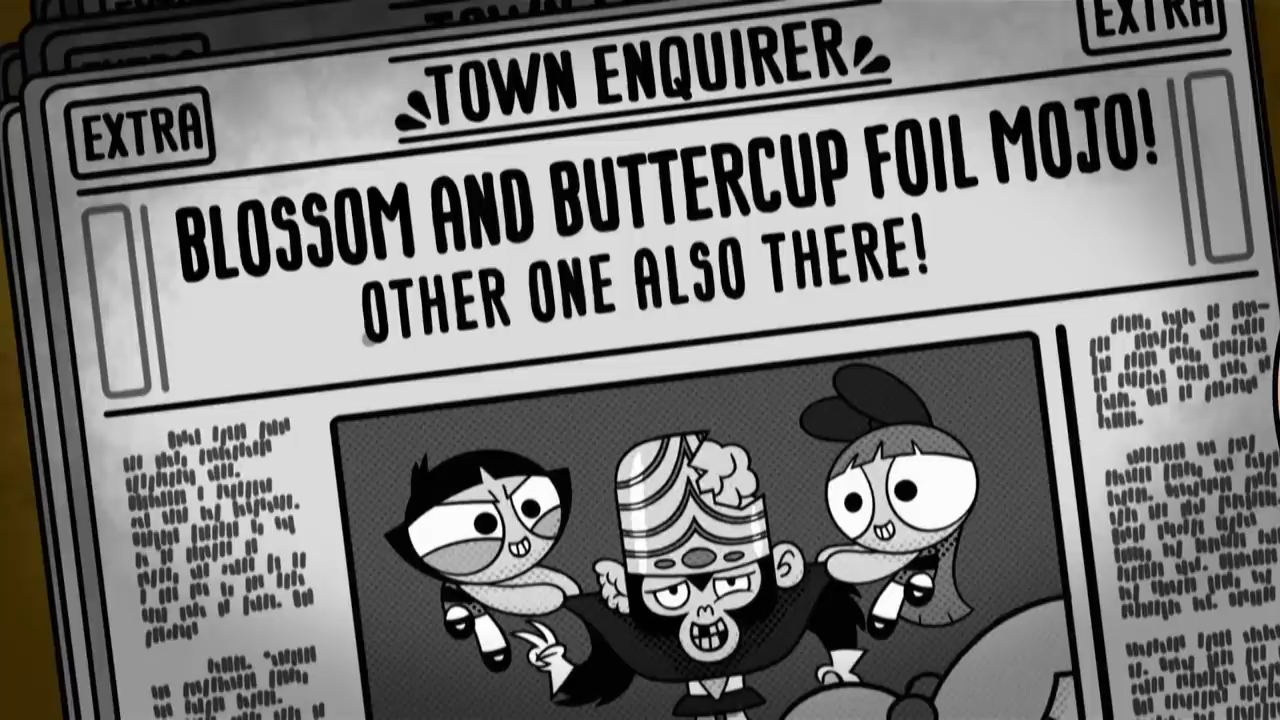 TOWN ENQUIRER
EXTRA
EXTRA
BLOSSOM AND BUTTERCUP FOIL MOJO!
OTHER ONE ALSO THERE!